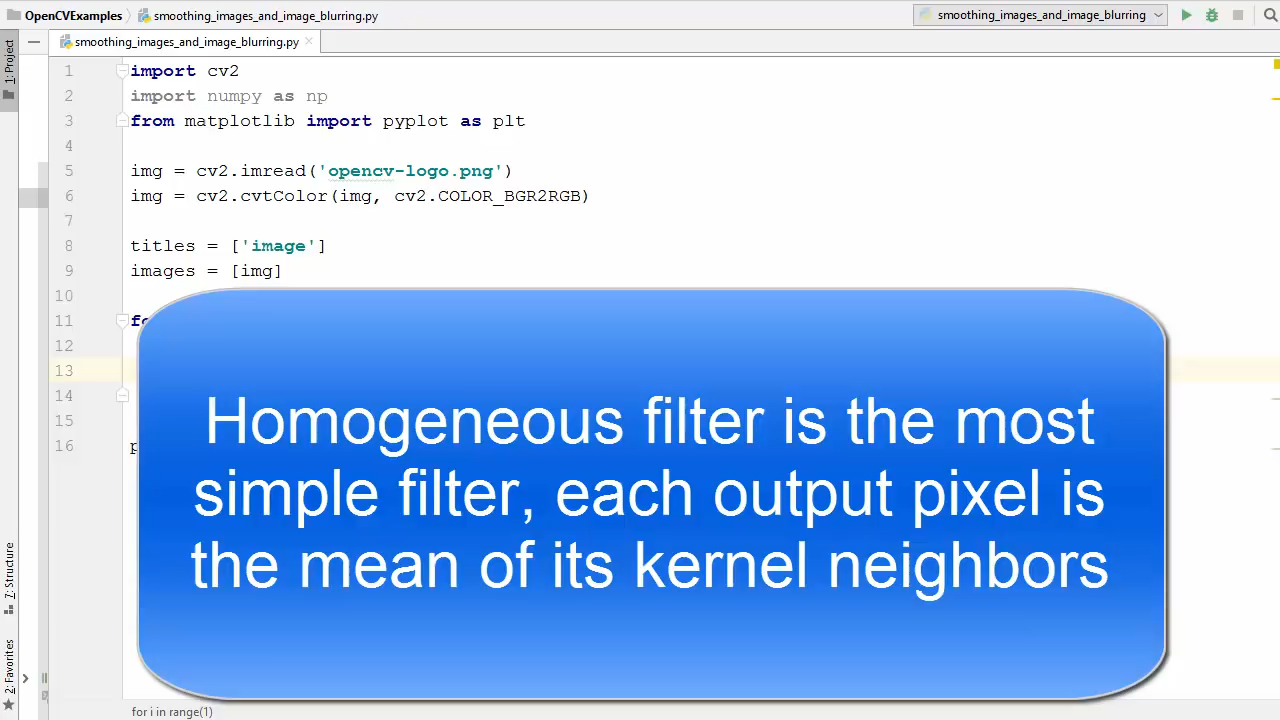 OpenCVExamples smoothing_images_and_image_blurring.py smoothing_images_and_image_blurring
smoothing_images_and_image_blurring.py
1: Project
1 import cv2
2 import numpy as np
3 from matplotlib import pyplot as plt
4
5 img = cv2.imread('opencv-logo.png')
6 img = cv2.cvtColor(img, cv2.COLOR_BGR2RGB)
7
8 titles = ['image']
9 images = [img]
10
11
12
13
14
15
16
Homogeneous filter is the most
simple filter, each output pixel is
the mean of its kernel neighbors
7: Structure
2: Favorites
for i in range(1)